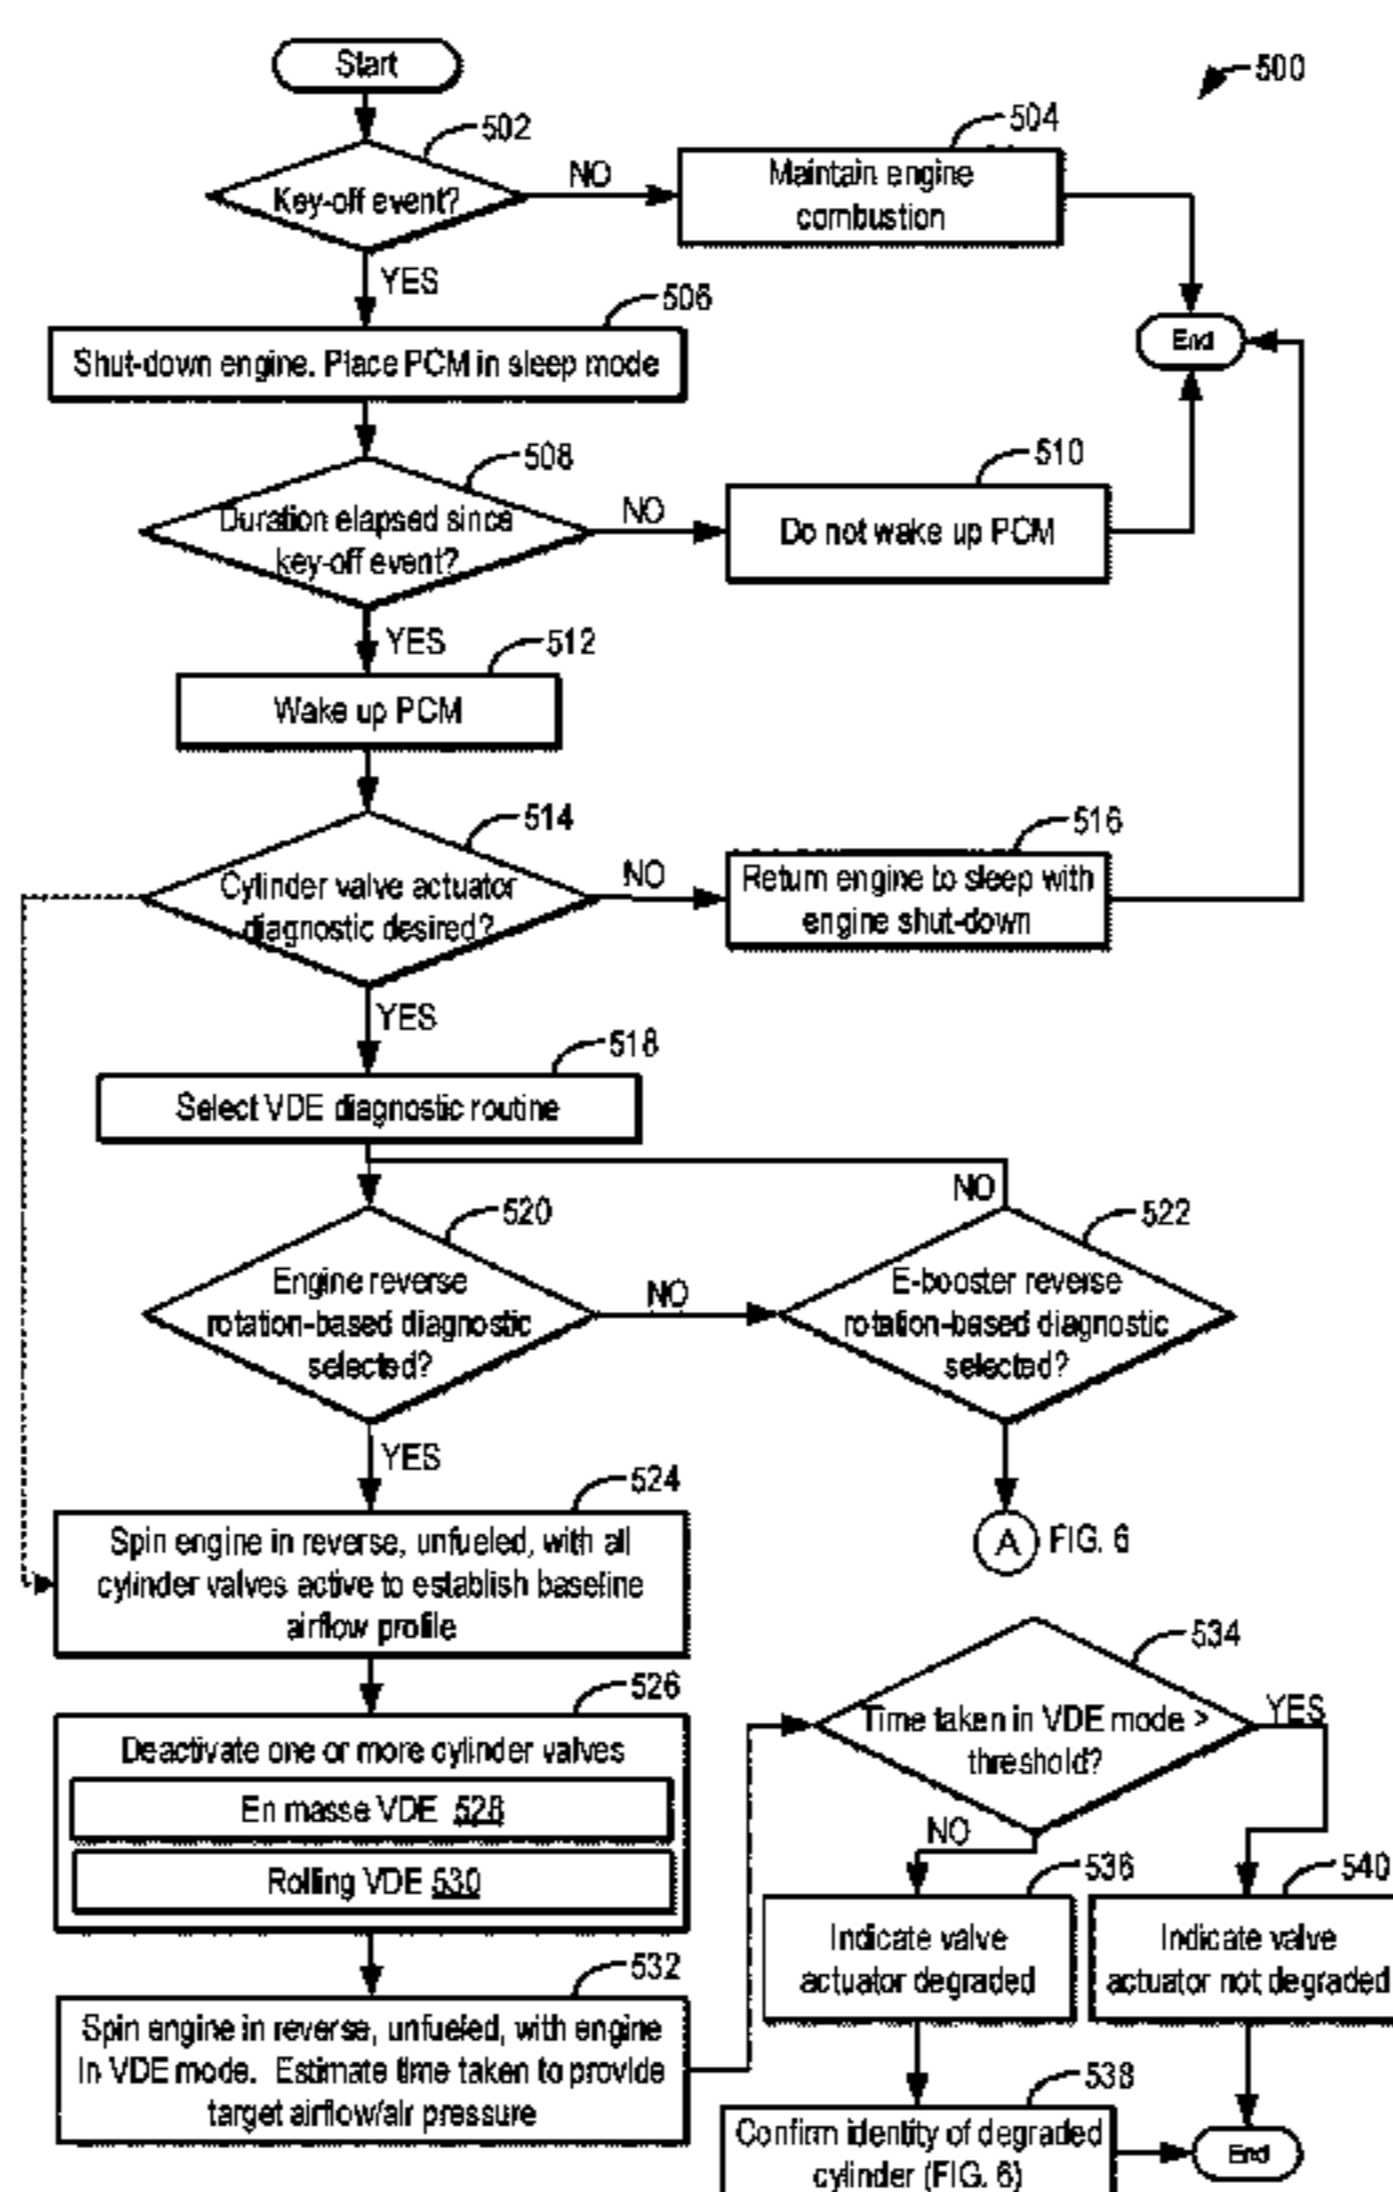 Start
500
502
Key-off event?
NO
504
Maintain engine
combustion
YES
506
Shut-down engine. Place PCM in sleep mode
End
508
Duration elapsed since
key-off event?
NO
510
Do not wake up PCM
YES
512
Wake up PCM
514
Cylinder valve actuator
diagnostic desired?
NO
516
Return engine to sleep with
engine shut-down
YES
518
Select VDE diagnostic routine
NO
520
Engine reverse
rotation-based diagnostic
selected?
NO
522
E-booster reverse
rotation-based diagnostic
selected?
YES
524
Spin engine in reverse, unfueled, with all
cylinder valves active to establish baseline
airflow profile
A FIG. 6
526
Deactivate one or more cylinder valves
En masse VDE 528
Rolling VDE 530
532
Spin engine in reverse, unfueled, with engine
in VDE mode. Estimate time taken to provide
target airflow/air pressure
534
Time taken in VDE mode >
threshold?
YES
NO
536
Indicate valve
actuator degraded
540
Indicate valve
actuator not degraded
538
Confirm identity of degraded
cylinder (FIG. 6)
End